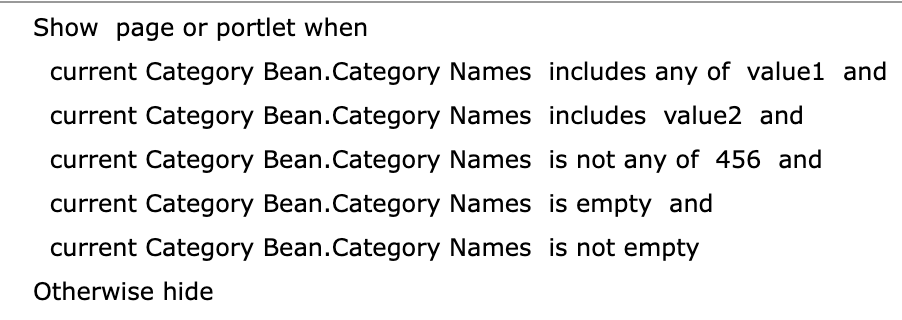 Show page or portlet when
current Category Bean.Category Names includes any of value1 and
current Category Bean.Category Names includes value2 and
current Category Bean.Category Names is not any of 456 and
current Category Bean.Category Names is empty and
current Category Bean.Category Names is not empty
Otherwise hide